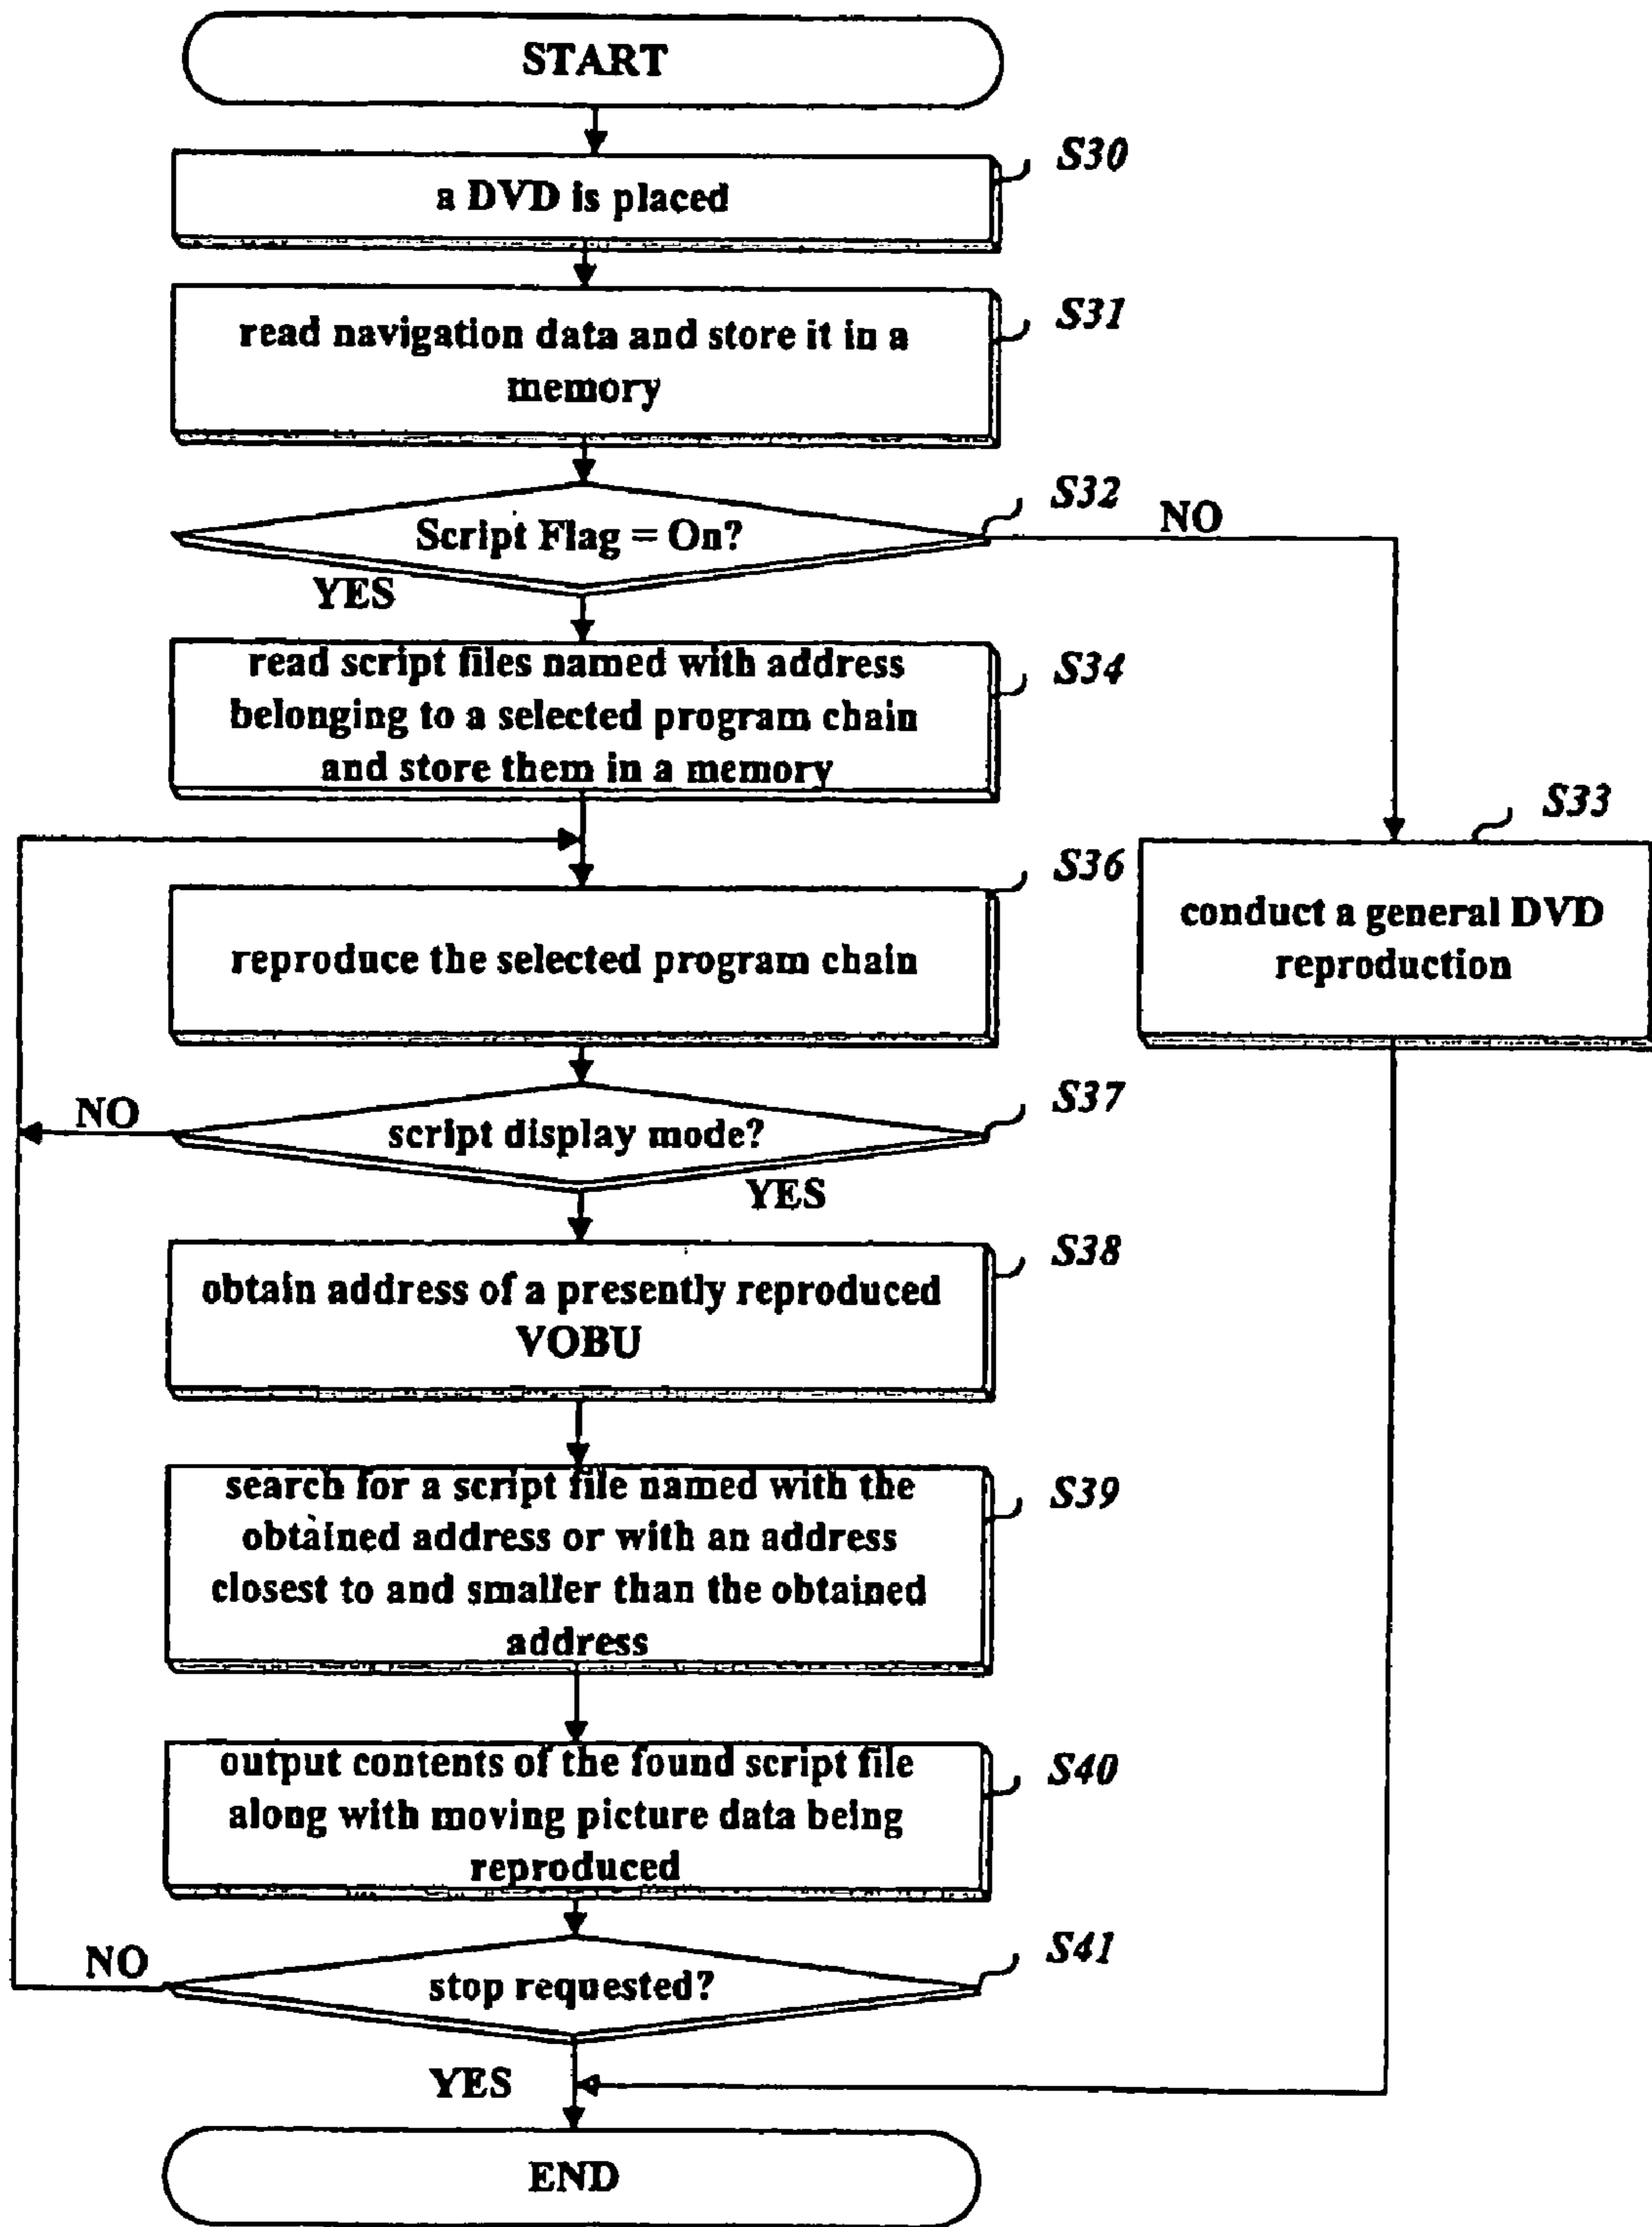 START
S30
a DVD is placed
S31
read navigation data and store it in a
memory
S32
Script Flag = On?
NO
YES
read script files named with address
belonging to a selected program chain
and store them in a memory
S34
S33
S36
reproduce the selected program chain
conduct a general DVD
reproduction
S37
NO
script display mode?
YES
S38
obtain address of a presently reproduced
VOBU
search for a script file named with the
obtained address or with an address
closest to and smaller than the obtained
address
S39
output contents of the found script file
along with moving picture data being
reproduced
S40
S41
NO
stop requested?
YES
END